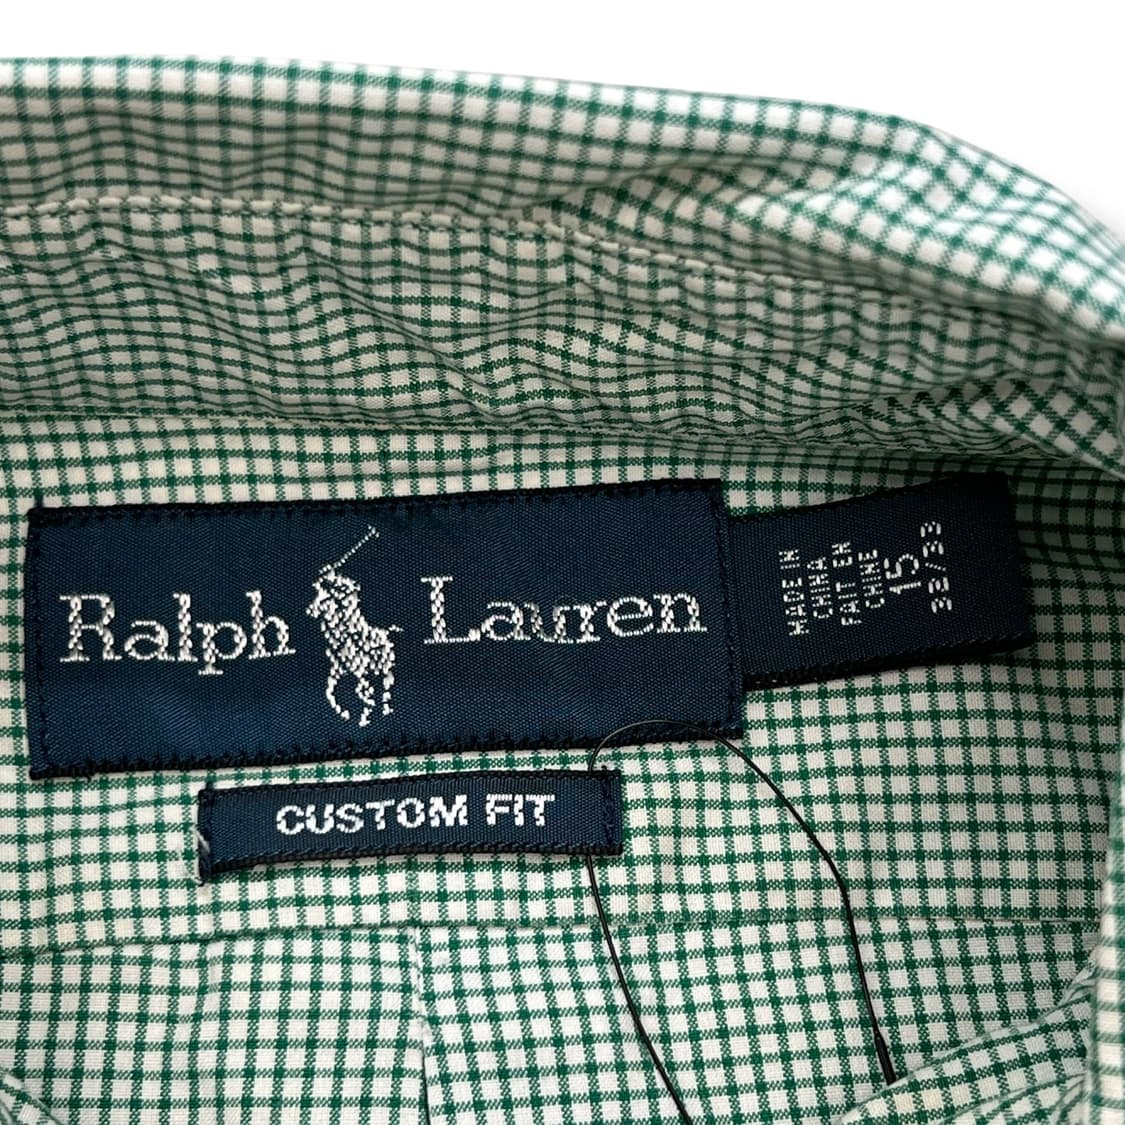 Ralph Lauren
CUSTOM FIT
MADE IN
CHINA
FAIT EN
CHINE
15
32/33